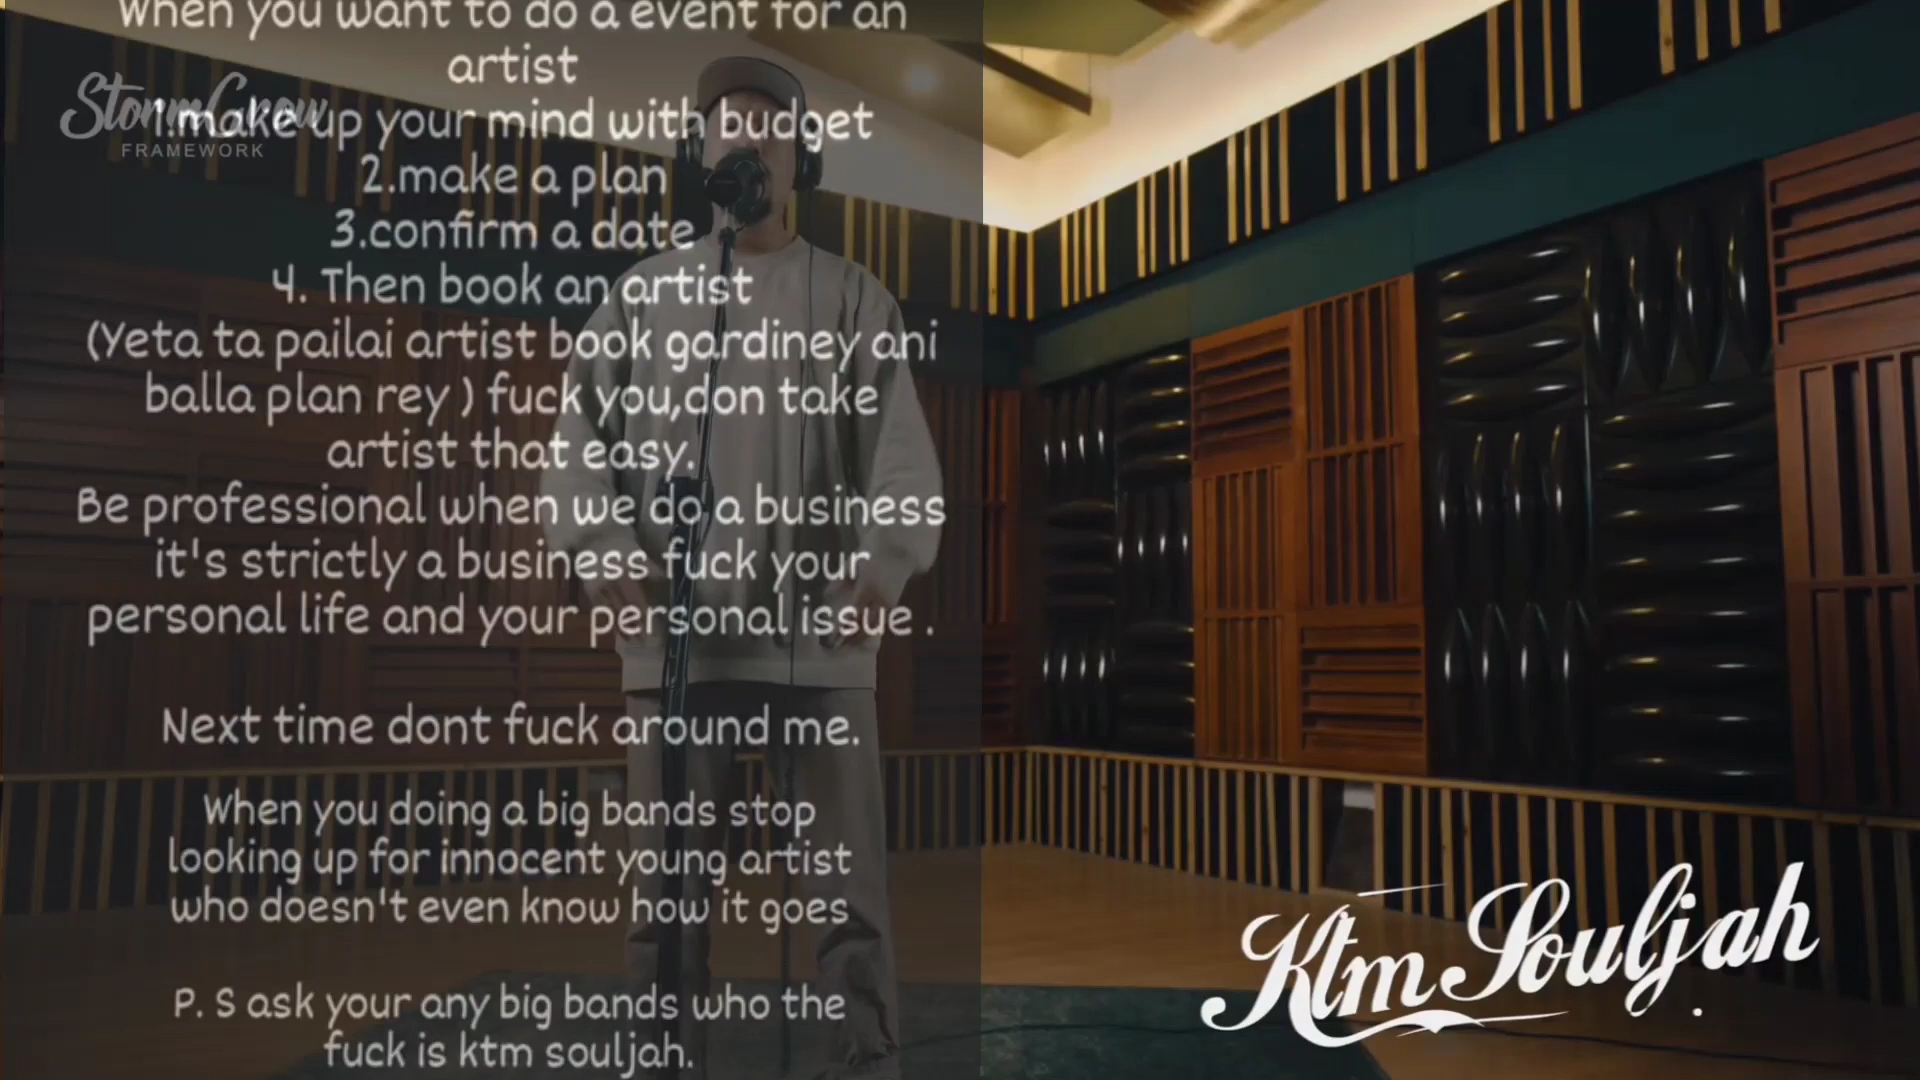 When you want to do a event for an
artist
StormCrow
FRAMEWORK
1.make up your mind with budget
2.make a plan
3.confirm a date
4. Then book an artist
(Yeta ta pailai artist book gardiney ani
balla plan rey ) fuck you,don take
artist that easy.
Be professional when we do a business
it's strictly a business fuck your
personal life and your personal issue .
Next time dont fuck around me.
When you doing a big bands stop
looking up for innocent young artist
who doesn't even know how it goes
P. S ask your any big bands who the
fuck is ktm souljah.
Ktm Souljah